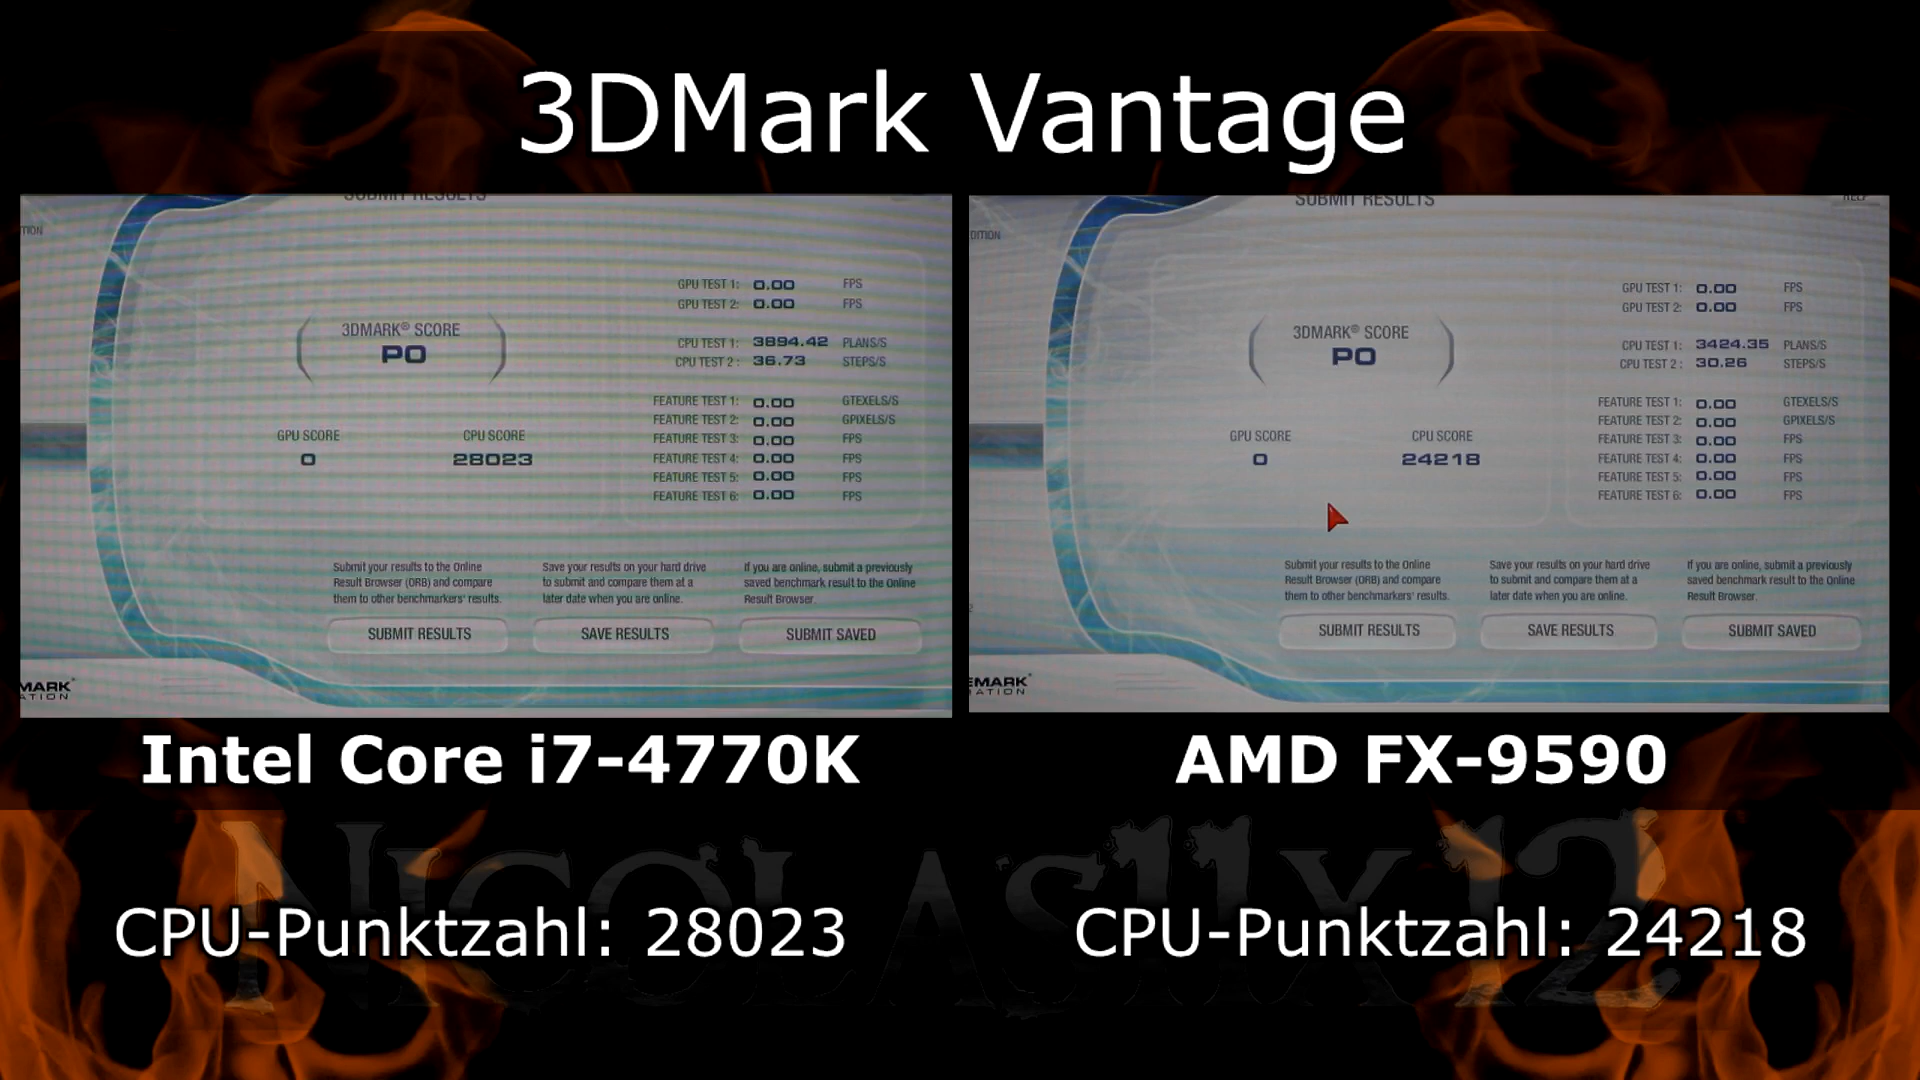 3DMark Vantage
SUBMIT RESULTS
TION
GPU TEST 1: 0.00 FPS
GPU TEST 2: 0.00 FPS
3DMARK® SCORE
P0
CPU TEST 1: 3894.42 PLANS/S
CPU TEST 2 : 36.73 STEPS/S
FEATURE TEST 1: 0.00 GTEXELS/S
FEATURE TEST 2: 0.00 GPIXELS/S
FEATURE TEST 3: 0.00 FPS
FEATURE TEST 4: 0.00 FPS
FEATURE TEST 5: 0.00 FPS
FEATURE TEST 6: 0.00 FPS
GPU SCORE
0
CPU SCORE
28023
Submit your results to the Online
Result Browser (ORB) and compare
them to other benchmarkers' results.
Save your results on your hard drive
to submit and compare them at a
later date when you are online.
If you are online, submit a previously
saved benchmark result to the Online
Result Browser.
SUBMIT RESULTS
SAVE RESULTS
SUBMIT SAVED
MARK
ATION
SUBMIT RESULTS
HELP
DITION
GPU TEST 1: 0.00 FPS
GPU TEST 2: 0.00 FPS
3DMARK® SCORE
P0
CPU TEST 1: 3424.35 PLANS/S
CPU TEST 2 : 30.26 STEPS/S
FEATURE TEST 1: 0.00 GTEXELS/S
FEATURE TEST 2: 0.00 GPIXELS/S
FEATURE TEST 3: 0.00 FPS
FEATURE TEST 4: 0.00 FPS
FEATURE TEST 5: 0.00 FPS
FEATURE TEST 6: 0.00 FPS
GPU SCORE
0
CPU SCORE
24218
Submit your results to the Online
Result Browser (ORB) and compare
them to other benchmarkers' results.
Save your results on your hard drive
to submit and compare them at a
later date when you are online.
If you are online, submit a previously
saved benchmark result to the Online
Result Browser.
SUBMIT RESULTS
SAVE RESULTS
SUBMIT SAVED
EMARK
RATION
Intel Core i7-4770K
AMD FX-9590
NICOLAS11X12
CPU-Punktzahl: 28023
CPU-Punktzahl: 24218